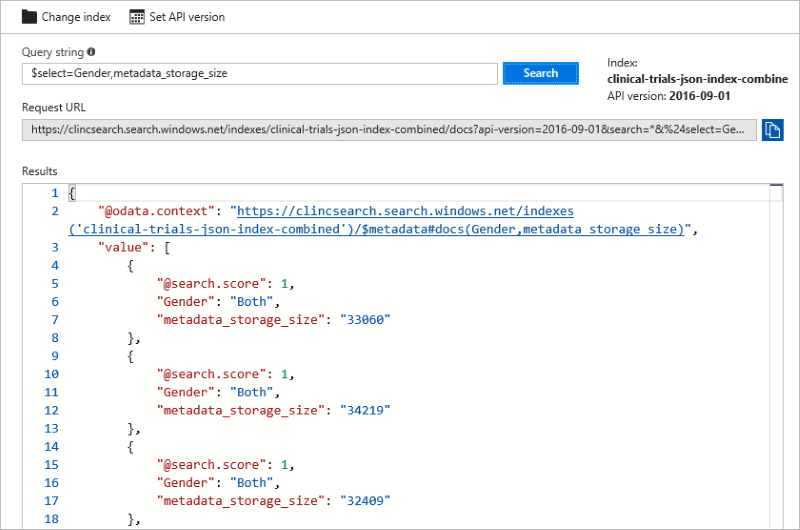 Change index Set API version
Query string
$select=Gender,metadata_storage_size
Search
Index:
clinical-trials-json-index-combine
API version: 2016-09-01
Request URL
https://clincsearch.search.windows.net/indexes/clinical-trials-json-index-combined/docs?api-version=2016-09-01&search=*&%24select=Ge...
Results
1 {
2 "@odata.context": "https://clincsearch.search.windows.net/indexes
('clinical-trials-json-index-combined')/$metadata#docs(Gender,metadata_storage_size)",
3 "value": [
4 {
5 "@search.score": 1,
6 "Gender": "Both",
7 "metadata_storage_size": "33060"
8 },
9 {
10 "@search.score": 1,
11 "Gender": "Both",
12 "metadata_storage_size": "34219"
13 },
14 {
15 "@search.score": 1,
16 "Gender": "Both",
17 "metadata_storage_size": "32409"
18 },